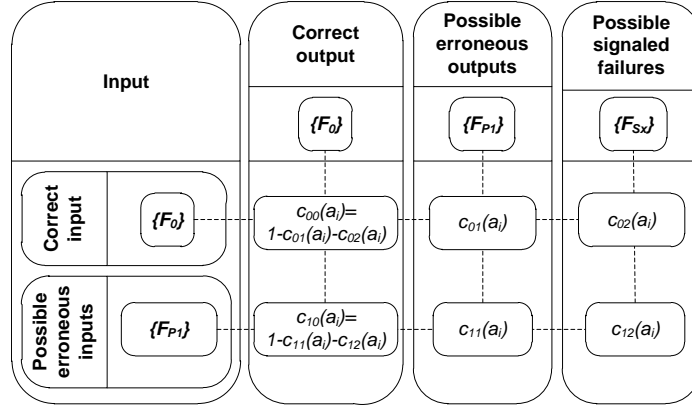 Input
Correct
output
Possible
erroneous
outputs
Possible
signaled
failures
{F0}
{FP1}
{FSx}
Correct
input
{F0}
c00(ai)=
1-c01(ai)-c02(ai)
c01(ai)
c02(ai)
Possible
erroneous
inputs
{FP1}
c10(ai)=
1-c11(ai)-c12(ai)
c11(ai)
c12(ai)